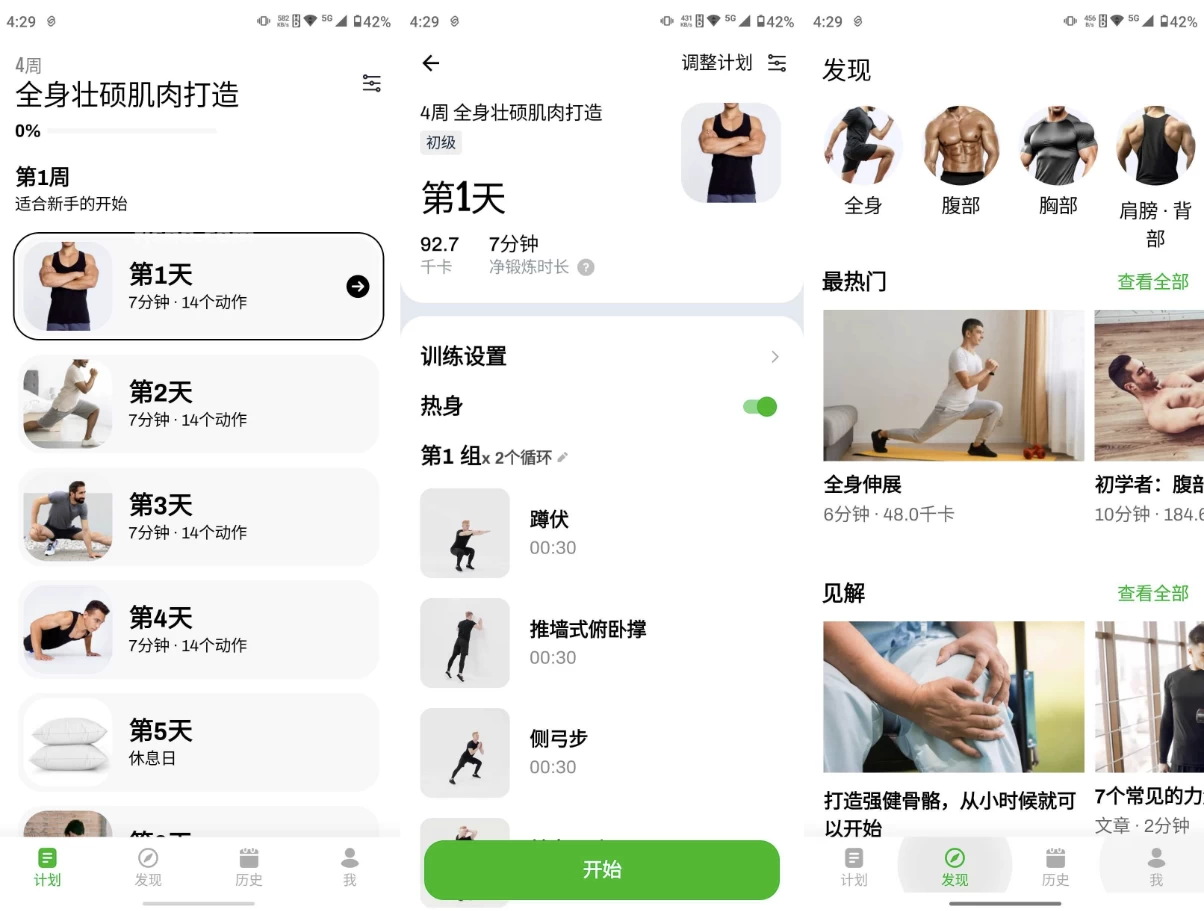 4:29
582
KB/s
5G
42%
4周
全身壮硕肌肉打造
0%
第1周
适合新手的开始
第1天
7分钟 · 14个动作
第2天
7分钟 · 14个动作
第3天
7分钟 · 14个动作
第4天
7分钟 · 14个动作
第5天
休息日
计划
发现
历史
我
4:29
431
KB/s
5G
42%
调整计划
4周 全身壮硕肌肉打造
初级
第1天
92.7
千卡
7分钟
净锻炼时长 ?
训练设置
热身
第1 组x 2个循环
蹲伏
00:30
推墙式俯卧撑
00:30
侧弓步
00:30
开始
4:29
456
B/s
5G
42%
发现
全身
腹部
胸部
肩膀 · 背
部
最热门
查看全部
全身伸展
6分钟 · 48.0千卡
初学者：腹部
10分钟 · 184.6
见解
查看全部
打造强健骨骼，从小时候就可
以开始
7个常见的力
文章 · 2分钟
计划
发现
历史
我